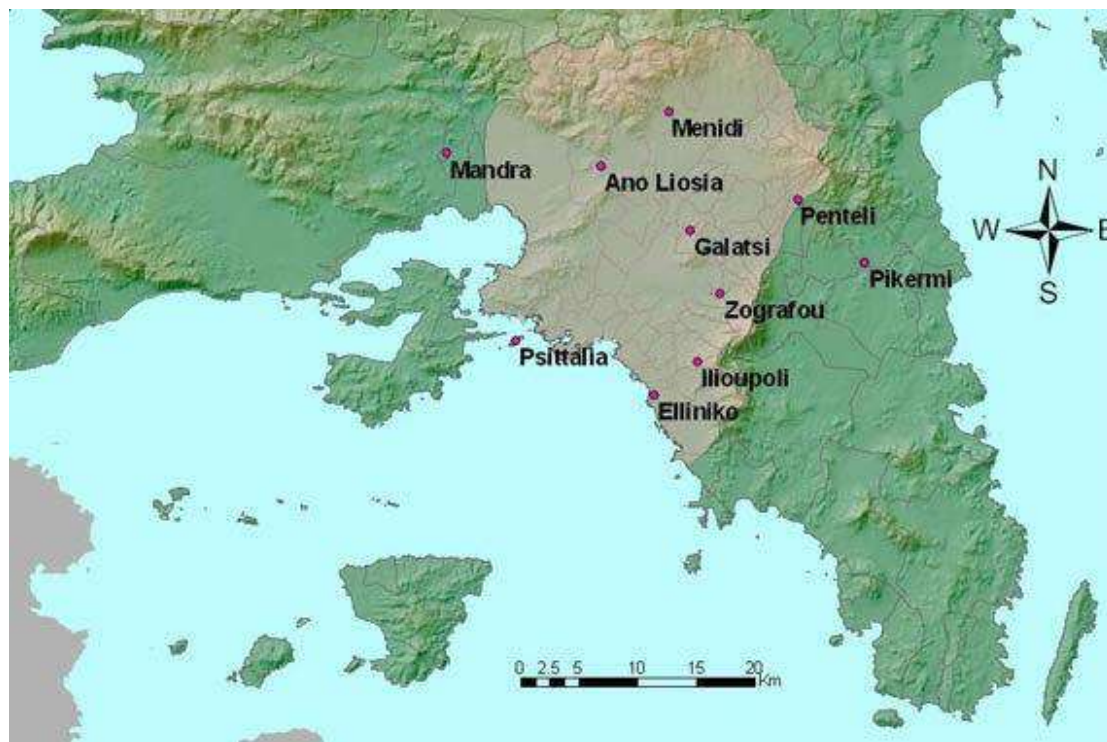 Menidi
Mandra
Ano Liosia
N
Penteli
W E
Galatsi
Pikermi
S
Zografou
Psittalia
Ilioupoli
Elliniko
0 2.5 5 10 15 20
Km